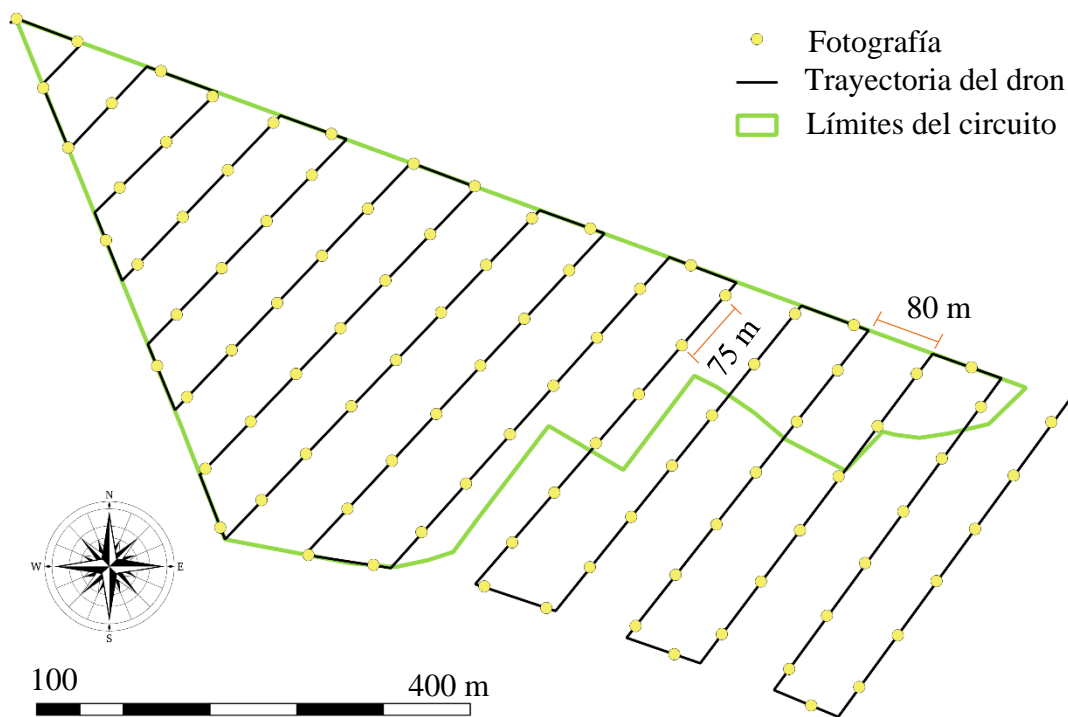 Fotografía
Trayectoria del dron
Límites del circuito
80 m
75 m
N
W E
S
100 400 m